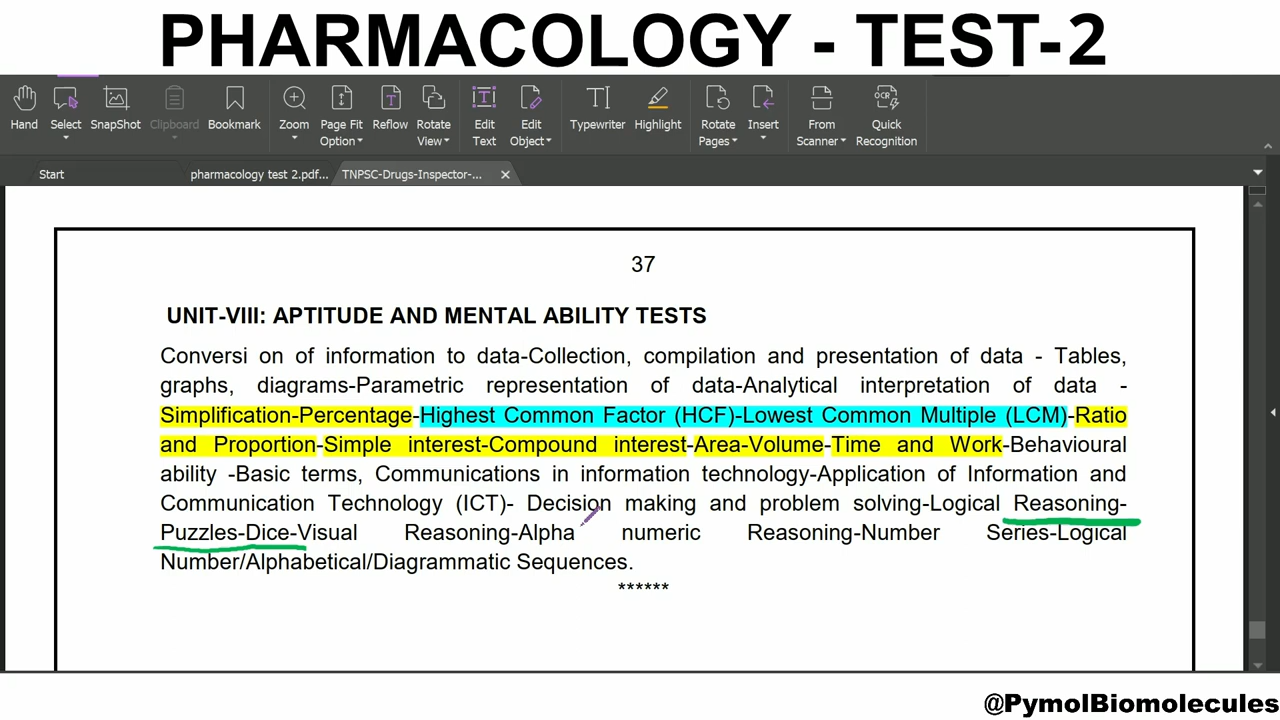 PHARMACOLOGY - TEST-2
Hand Select SnapShot Clipboard Bookmark Zoom Page Fit Option Reflow Rotate View Edit Text Edit Object Typewriter Highlight Rotate Pages Insert From Scanner OCR Quick Recognition
Start pharmacology test 2.pdf... TNPSC-Drugs-Inspector-...
37
UNIT-VIII: APTITUDE AND MENTAL ABILITY TESTS
Conversi on of information to data-Collection, compilation and presentation of data - Tables,
graphs, diagrams-Parametric representation of data-Analytical interpretation of data -
Simplification-Percentage-Highest Common Factor (HCF)-Lowest Common Multiple (LCM)-Ratio
and Proportion-Simple interest-Compound interest-Area-Volume-Time and Work-Behavioural
ability -Basic terms, Communications in information technology-Application of Information and
Communication Technology (ICT)- Decision making and problem solving-Logical Reasoning-
Puzzles-Dice-Visual Reasoning-Alpha numeric Reasoning-Number Series-Logical
Number/Alphabetical/Diagrammatic Sequences.
******
@PymolBiomolecules